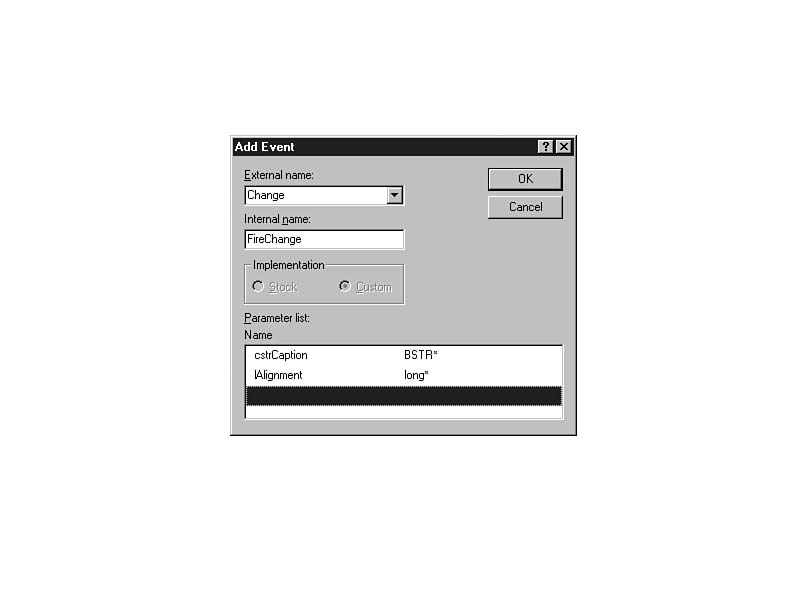 Add Event
External name:
Change
OK
Cancel
Internal name:
FireChange
Implementation
Stock
Custom
Parameter list:
Name
cstrCaption BSTR*
lAlignment long*